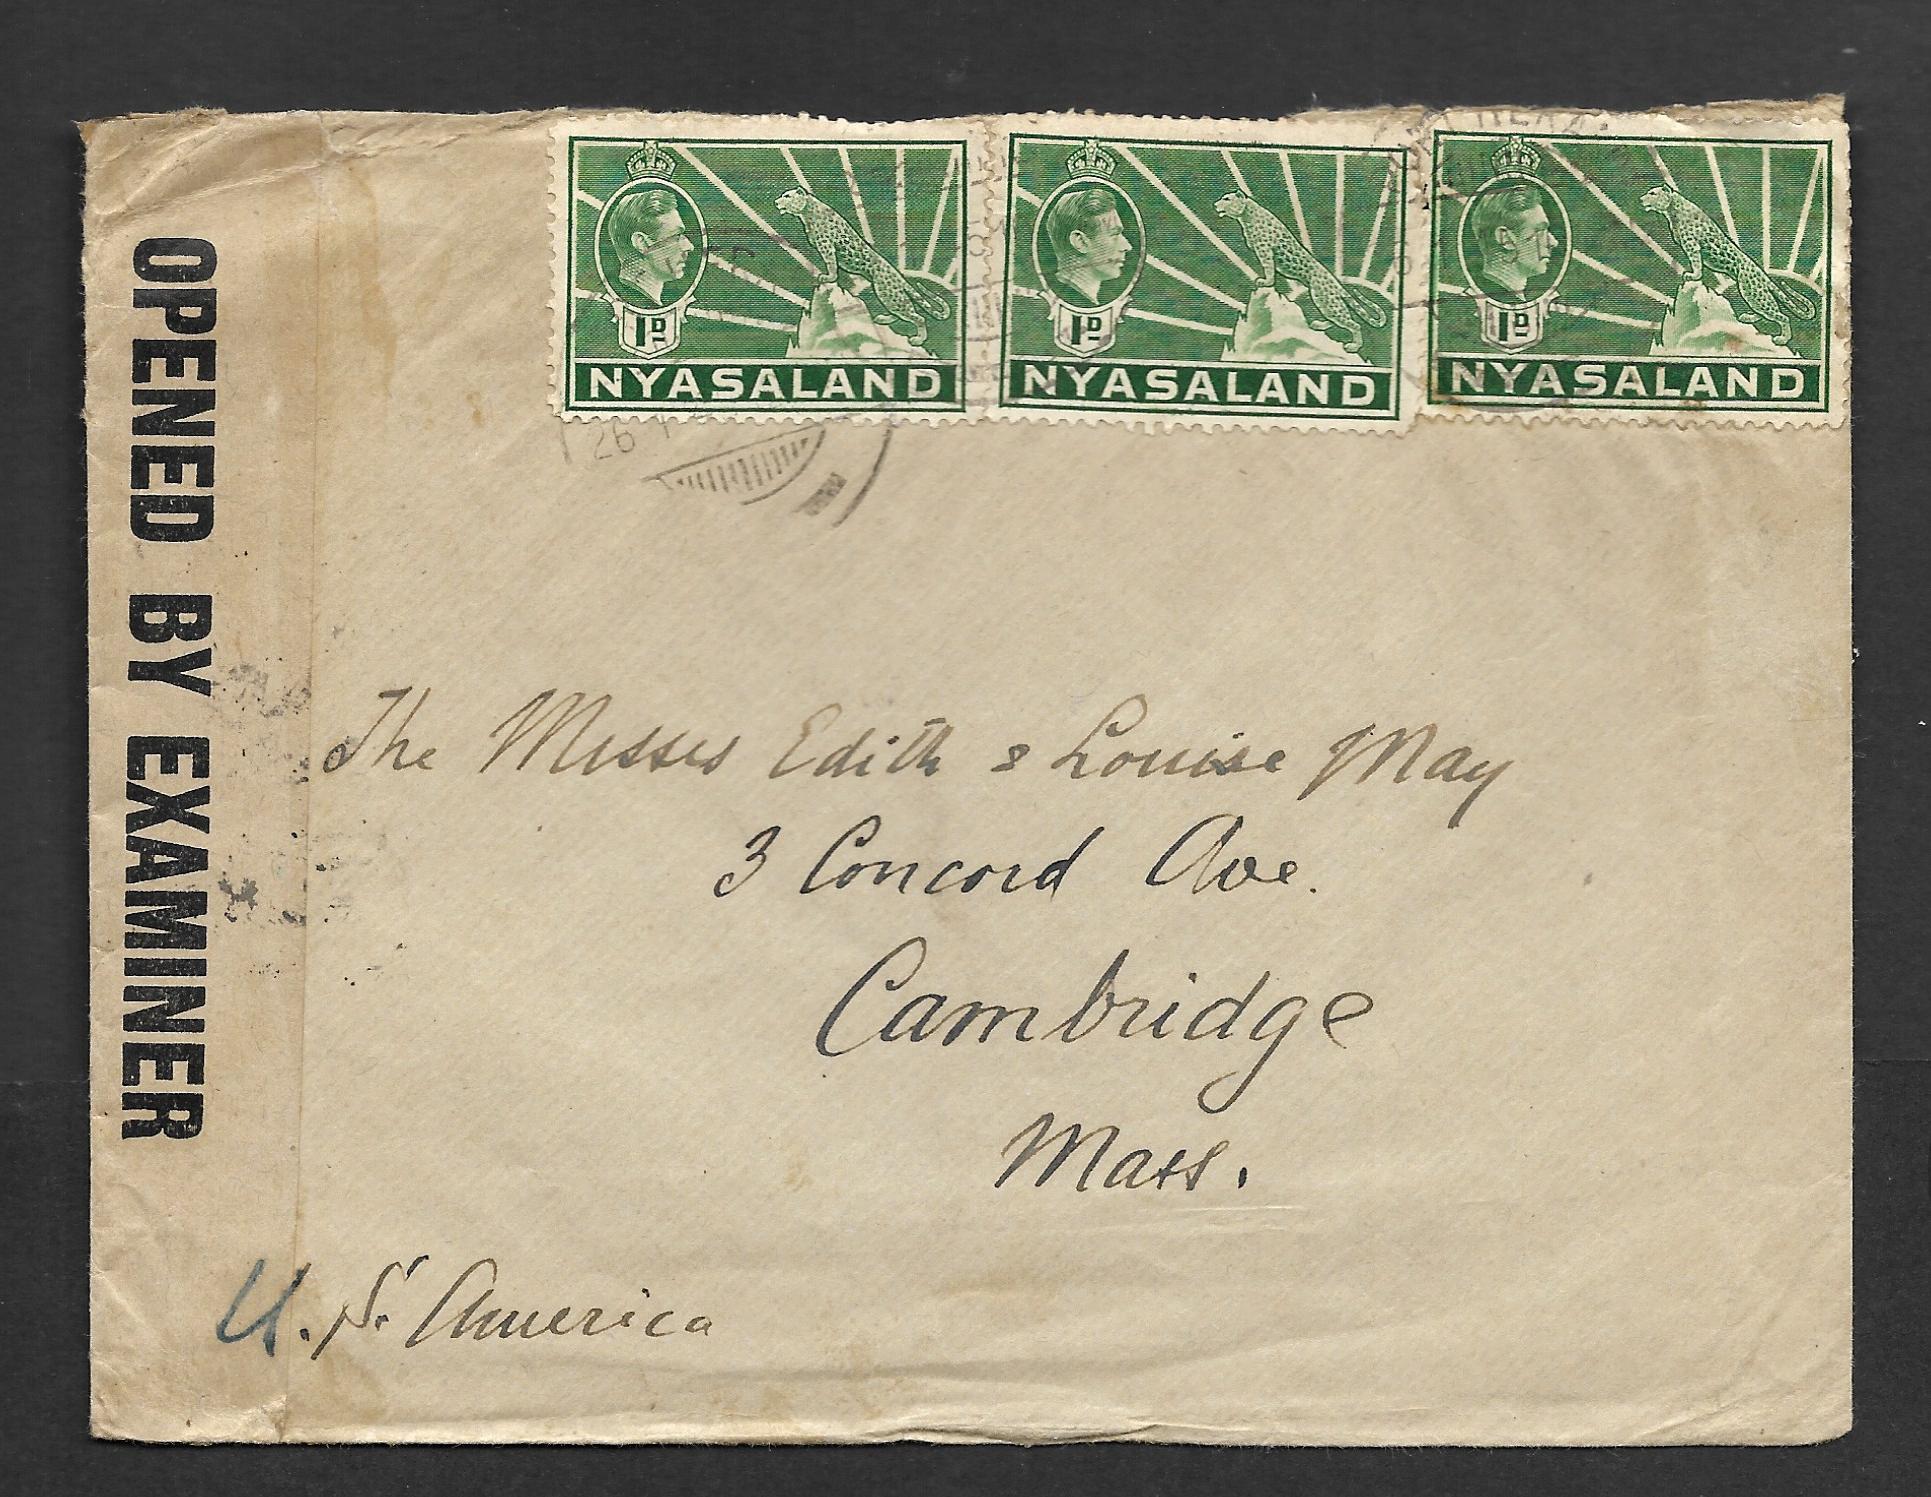 1D 1D 1D
NYASALAND NYASALAND NYASALAND
26
OPENED BY EXAMINER
The Misses Edith & Louise May
3 Concord Ave.
Cambridge
Mass.
U. S. America